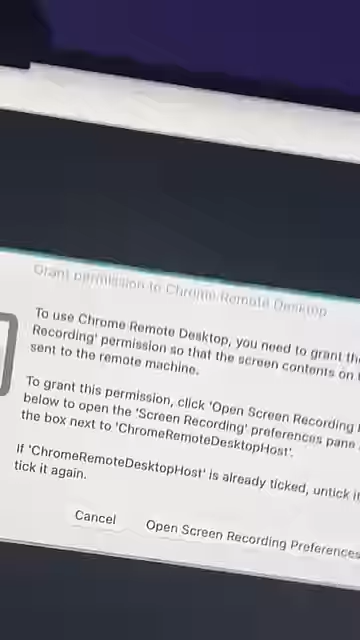 Grant permission to Chrome Remote Desktop
To use Chrome Remote Desktop, you need to grant the
Recording' permission so that the screen contents on
sent to the remote machine.
To grant this permission, click 'Open Screen Recording
below to open the 'Screen Recording' preferences pane
the box next to 'ChromeRemoteDesktopHost'.
If 'ChromeRemoteDesktopHost' is already ticked, untick
tick it again.
Cancel
Open Screen Recording Preferences